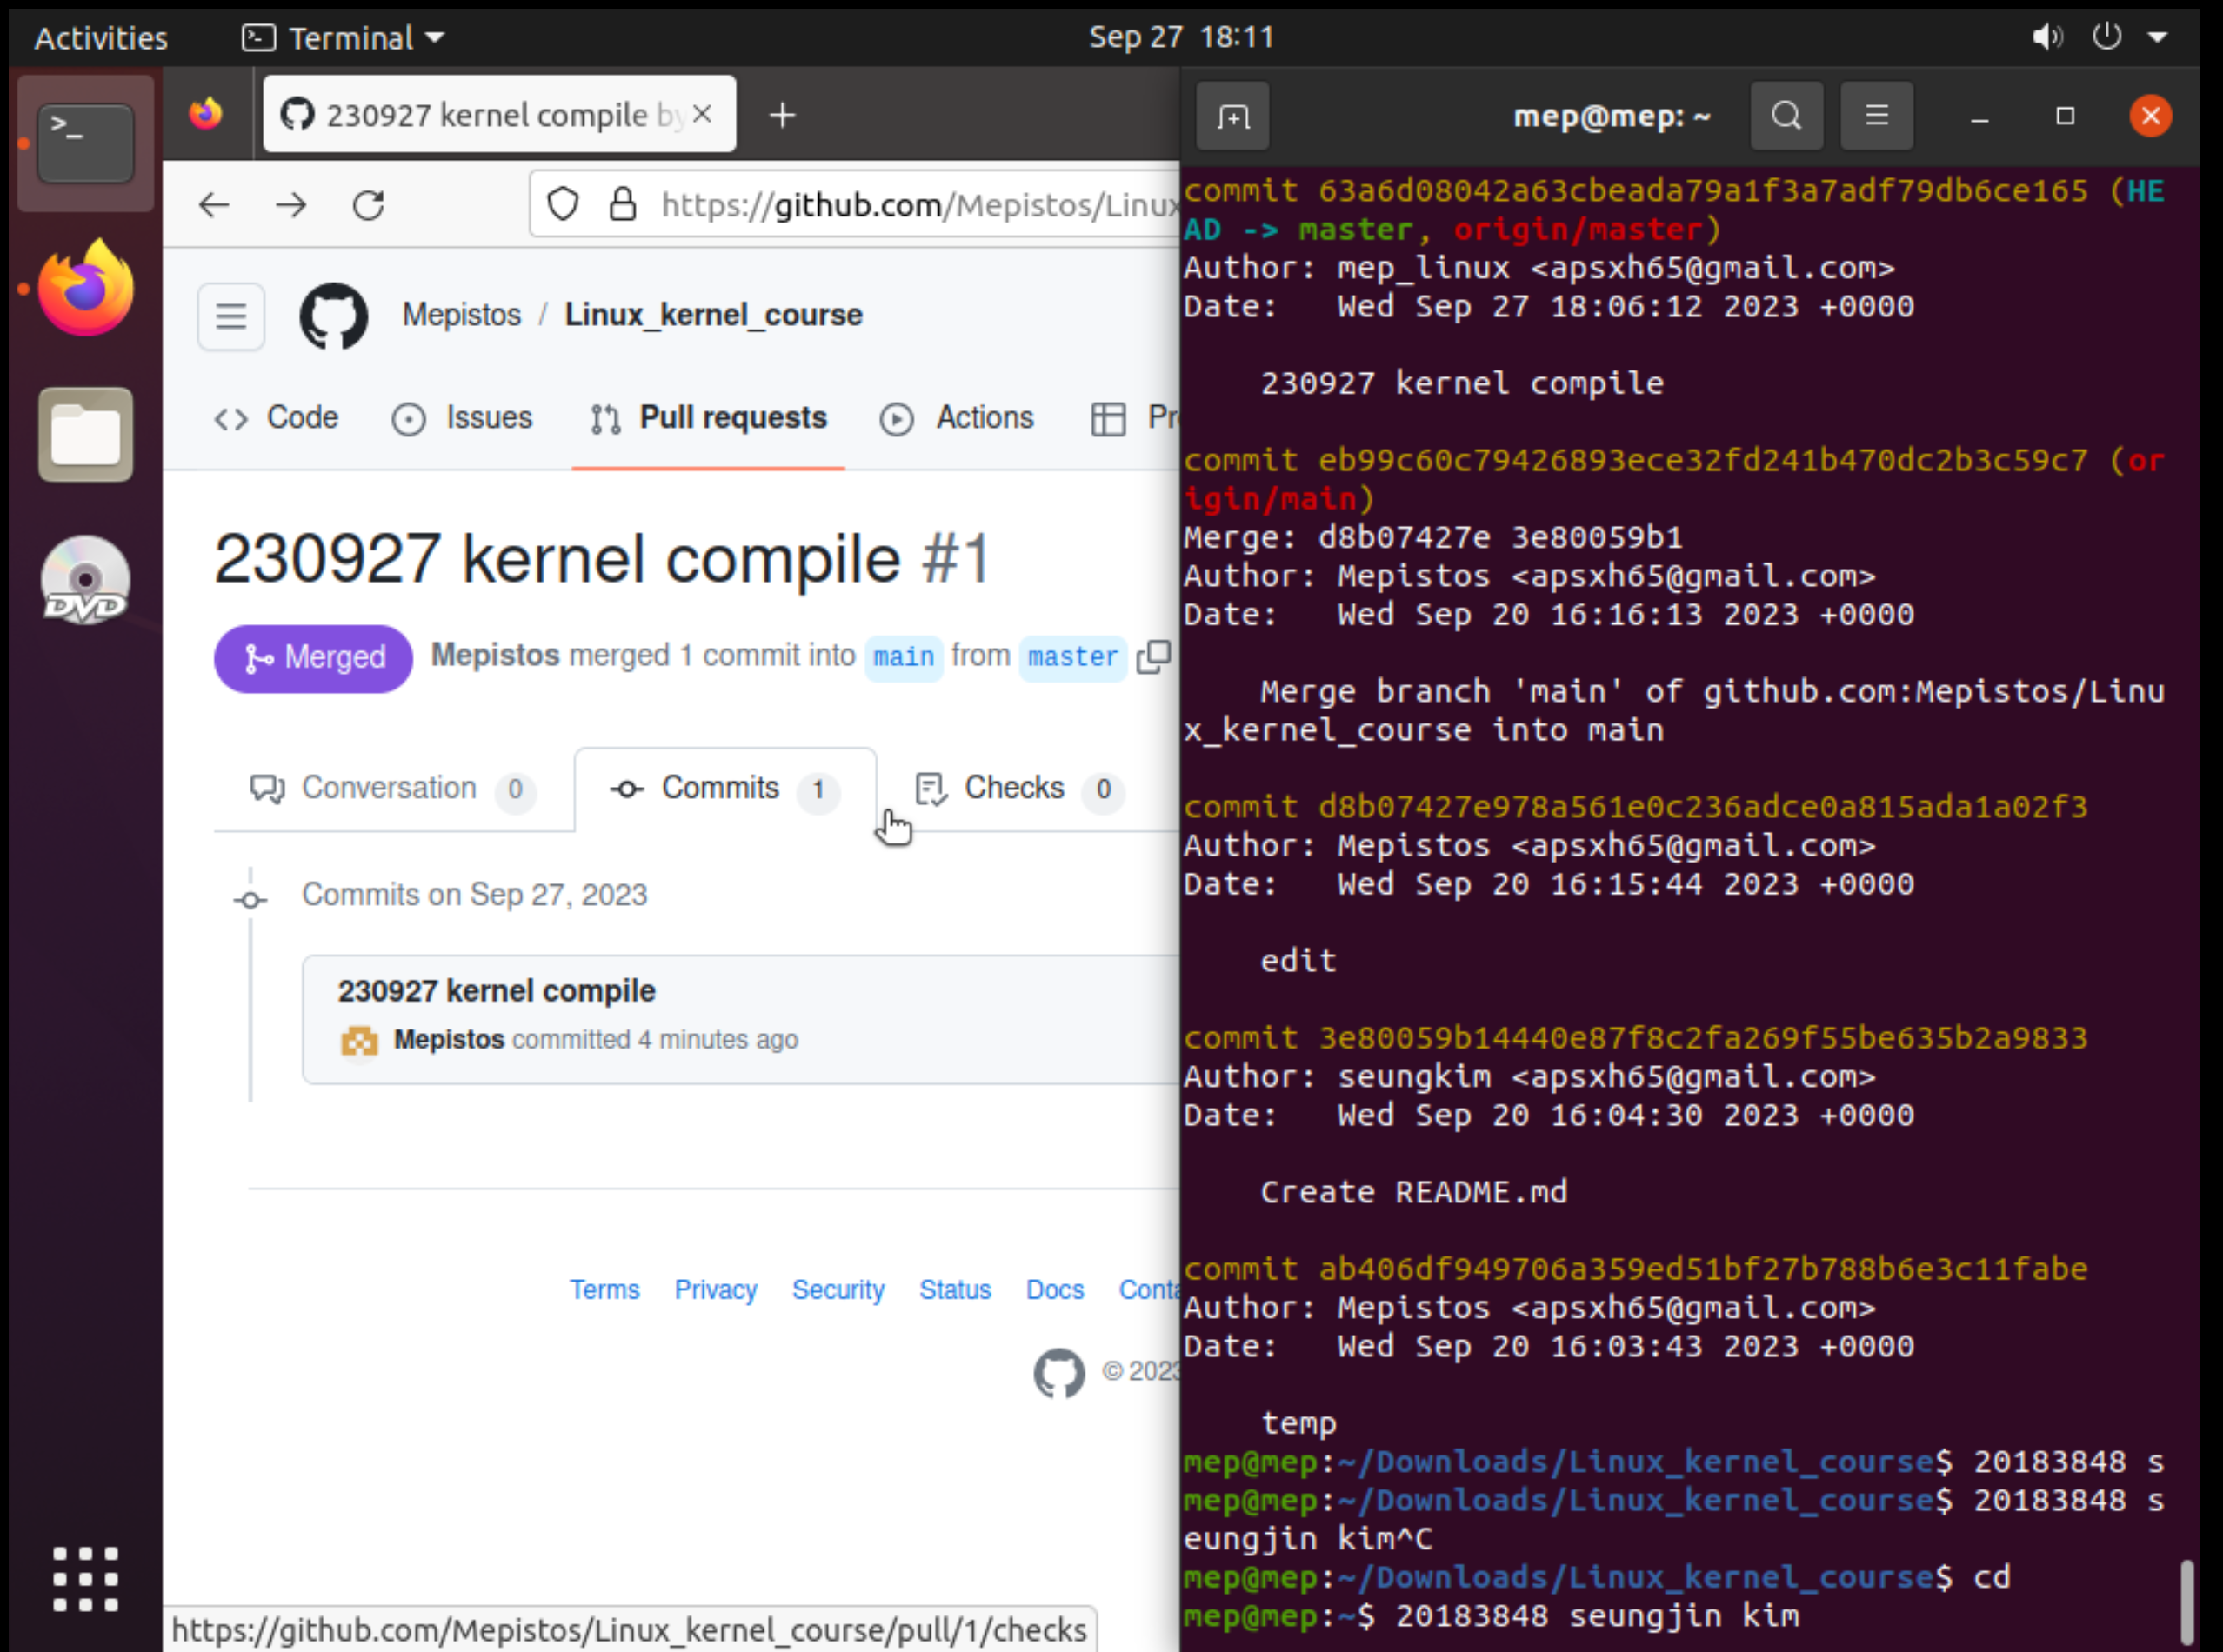 Activities
Terminal
Sep 27 18:11
230927 kernel compile by
https://github.com/Mepistos/Linux
Mepistos / Linux_kernel_course
Code
Issues
Pull requests
Actions
Pr
230927 kernel compile #1
Merged
Mepistos merged 1 commit into main from master
Conversation 0
Commits 1
Checks 0
Commits on Sep 27, 2023
230927 kernel compile
Mepistos committed 4 minutes ago
Terms
Privacy
Security
Status
Docs
Conta
© 2023
https://github.com/Mepistos/Linux_kernel_course/pull/1/checks
DVD
mep@mep: ~
commit 63a6d08042a63cbeada79a1f3a7adf79db6ce165 (HE
AD -> master, origin/master)
Author: mep_linux <apsxh65@gmail.com>
Date:   Wed Sep 27 18:06:12 2023 +0000
230927 kernel compile
commit eb99c60c79426893ece32fd241b470dc2b3c59c7 (or
igin/main)
Merge: d8b07427e 3e80059b1
Author: Mepistos <apsxh65@gmail.com>
Date:   Wed Sep 20 16:16:13 2023 +0000
Merge branch 'main' of github.com:Mepistos/Linu
x_kernel_course into main
commit d8b07427e978a561e0c236adce0a815ada1a02f3
Author: Mepistos <apsxh65@gmail.com>
Date:   Wed Sep 20 16:15:44 2023 +0000
edit
commit 3e80059b14440e87f8c2fa269f55be635b2a9833
Author: seungkim <apsxh65@gmail.com>
Date:   Wed Sep 20 16:04:30 2023 +0000
Create README.md
commit ab406df949706a359ed51bf27b788b6e3c11fabe
Author: Mepistos <apsxh65@gmail.com>
Date:   Wed Sep 20 16:03:43 2023 +0000
temp
mep@mep:~/Downloads/Linux_kernel_course$ 20183848 s
mep@mep:~/Downloads/Linux_kernel_course$ 20183848 s
eungjin kim^C
mep@mep:~/Downloads/Linux_kernel_course$ cd
mep@mep:~$ 20183848 seungjin kim